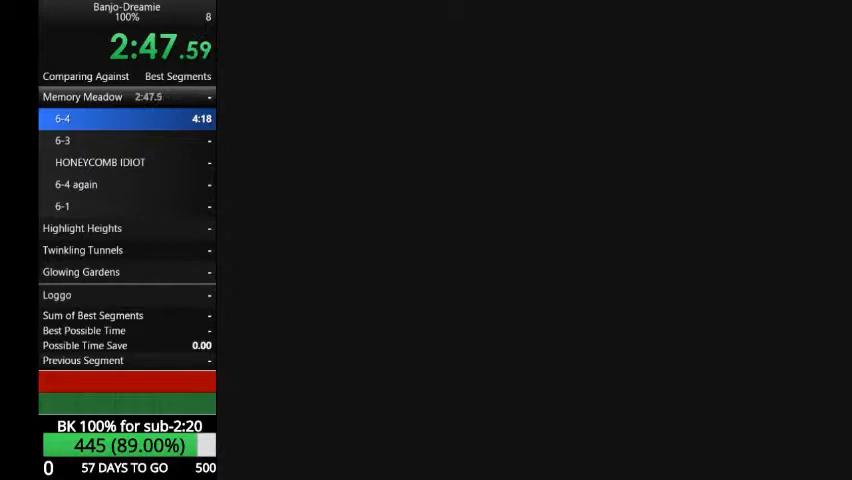 Banjo-Dreamie
100% 8
2:47.59
Comparing Against Best Segments
Memory Meadow 2:47.5 -
6-4 4:18
6-3 -
HONEYCOMB IDIOT -
6-4 again -
6-1 -
Highlight Heights -
Twinkling Tunnels -
Glowing Gardens -
Loggo -
Sum of Best Segments -
Best Possible Time -
Possible Time Save 0.00
Previous Segment -
BK 100% for sub-2:20
445 (89.00%)
0 57 DAYS TO GO 500